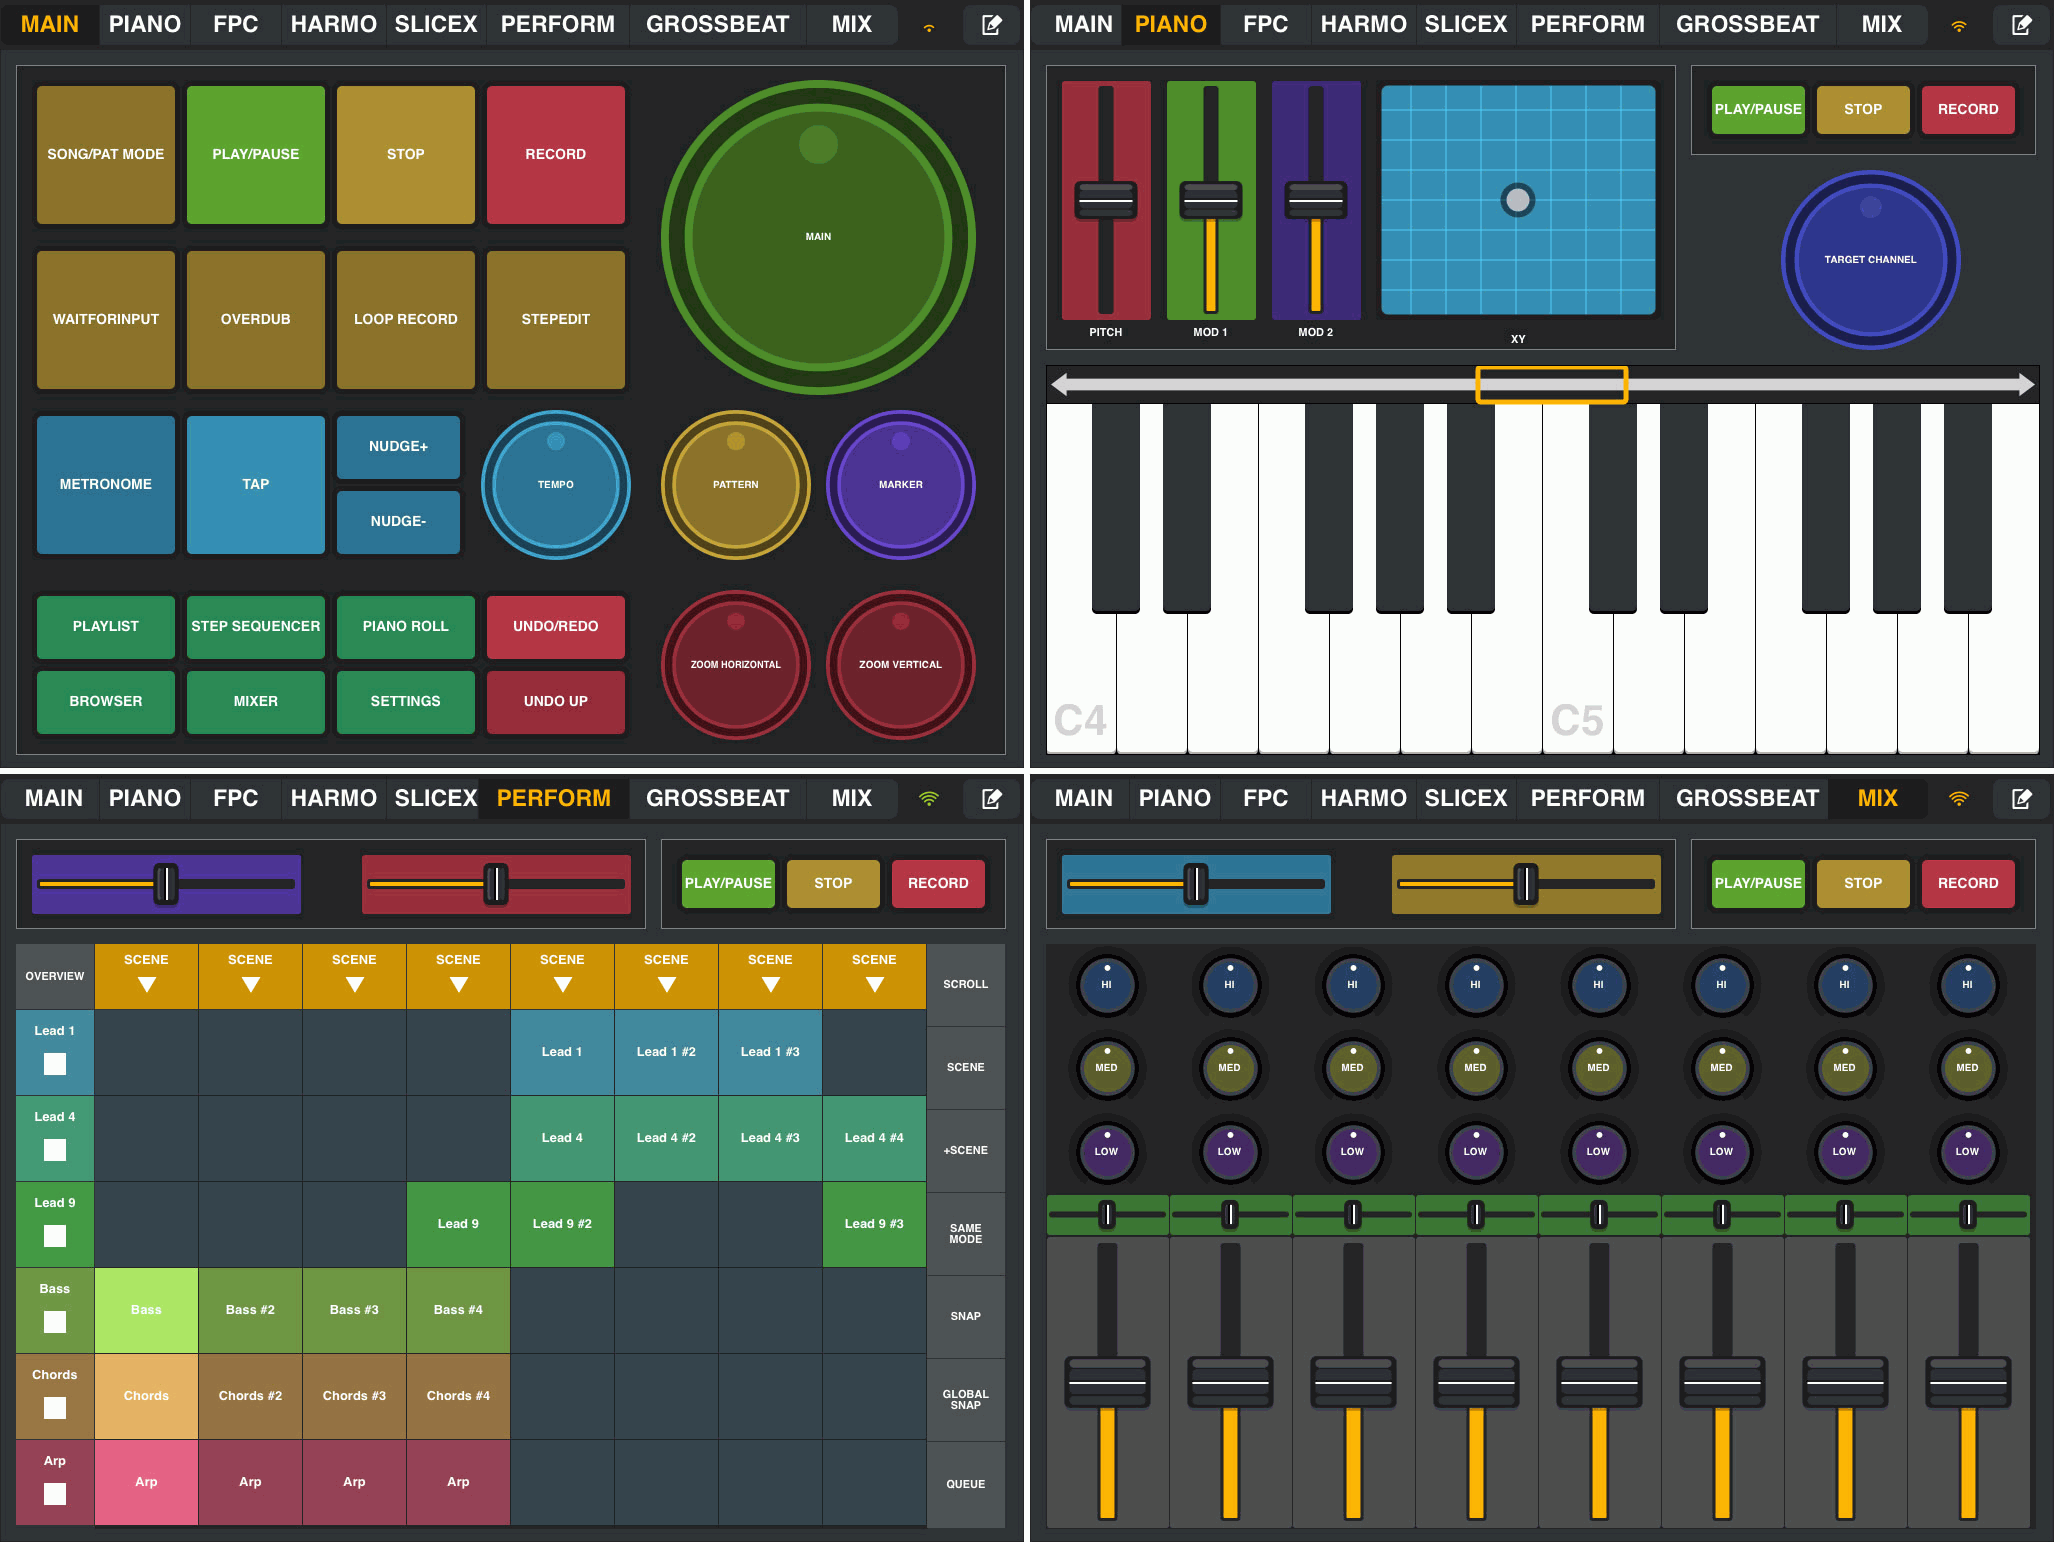 MAIN PIANO FPC HARMO SLICEX PERFORM GROSSBEAT MIX
SONG/PAT MODE PLAY/PAUSE STOP RECORD
MAIN
WAITFORINPUT OVERDUB LOOP RECORD STEPEDIT
METRONOME TAP NUDGE+ TEMPO PATTERN MARKER
NUDGE-
PLAYLIST STEP SEQUENCER PIANO ROLL UNDO/REDO
ZOOM HORIZONTAL ZOOM VERTICAL
BROWSER MIXER SETTINGS UNDO UP
MAIN PIANO FPC HARMO SLICEX PERFORM GROSSBEAT MIX
PLAY/PAUSE STOP RECORD
TARGET CHANNEL
PITCH MOD 1 MOD 2 XY
C4 C5
MAIN PIANO FPC HARMO SLICEX PERFORM GROSSBEAT MIX
PLAY/PAUSE STOP RECORD
OVERVIEW SCENE SCENE SCENE SCENE SCENE SCENE SCENE SCENE SCROLL
Lead 1 Lead 1 Lead 1 #2 Lead 1 #3 SCENE
Lead 4 Lead 4 Lead 4 #2 Lead 4 #3 Lead 4 #4 +SCENE
Lead 9 Lead 9 Lead 9 #2 Lead 9 #3 SAME
MODE
Bass Bass Bass #2 Bass #3 Bass #4 SNAP
Chords Chords Chords #2 Chords #3 Chords #4 GLOBAL
SNAP
Arp Arp Arp Arp Arp QUEUE
MAIN PIANO FPC HARMO SLICEX PERFORM GROSSBEAT MIX
PLAY/PAUSE STOP RECORD
HI HI HI HI HI HI HI HI
MED MED MED MED MED MED MED MED
LOW LOW LOW LOW LOW LOW LOW LOW